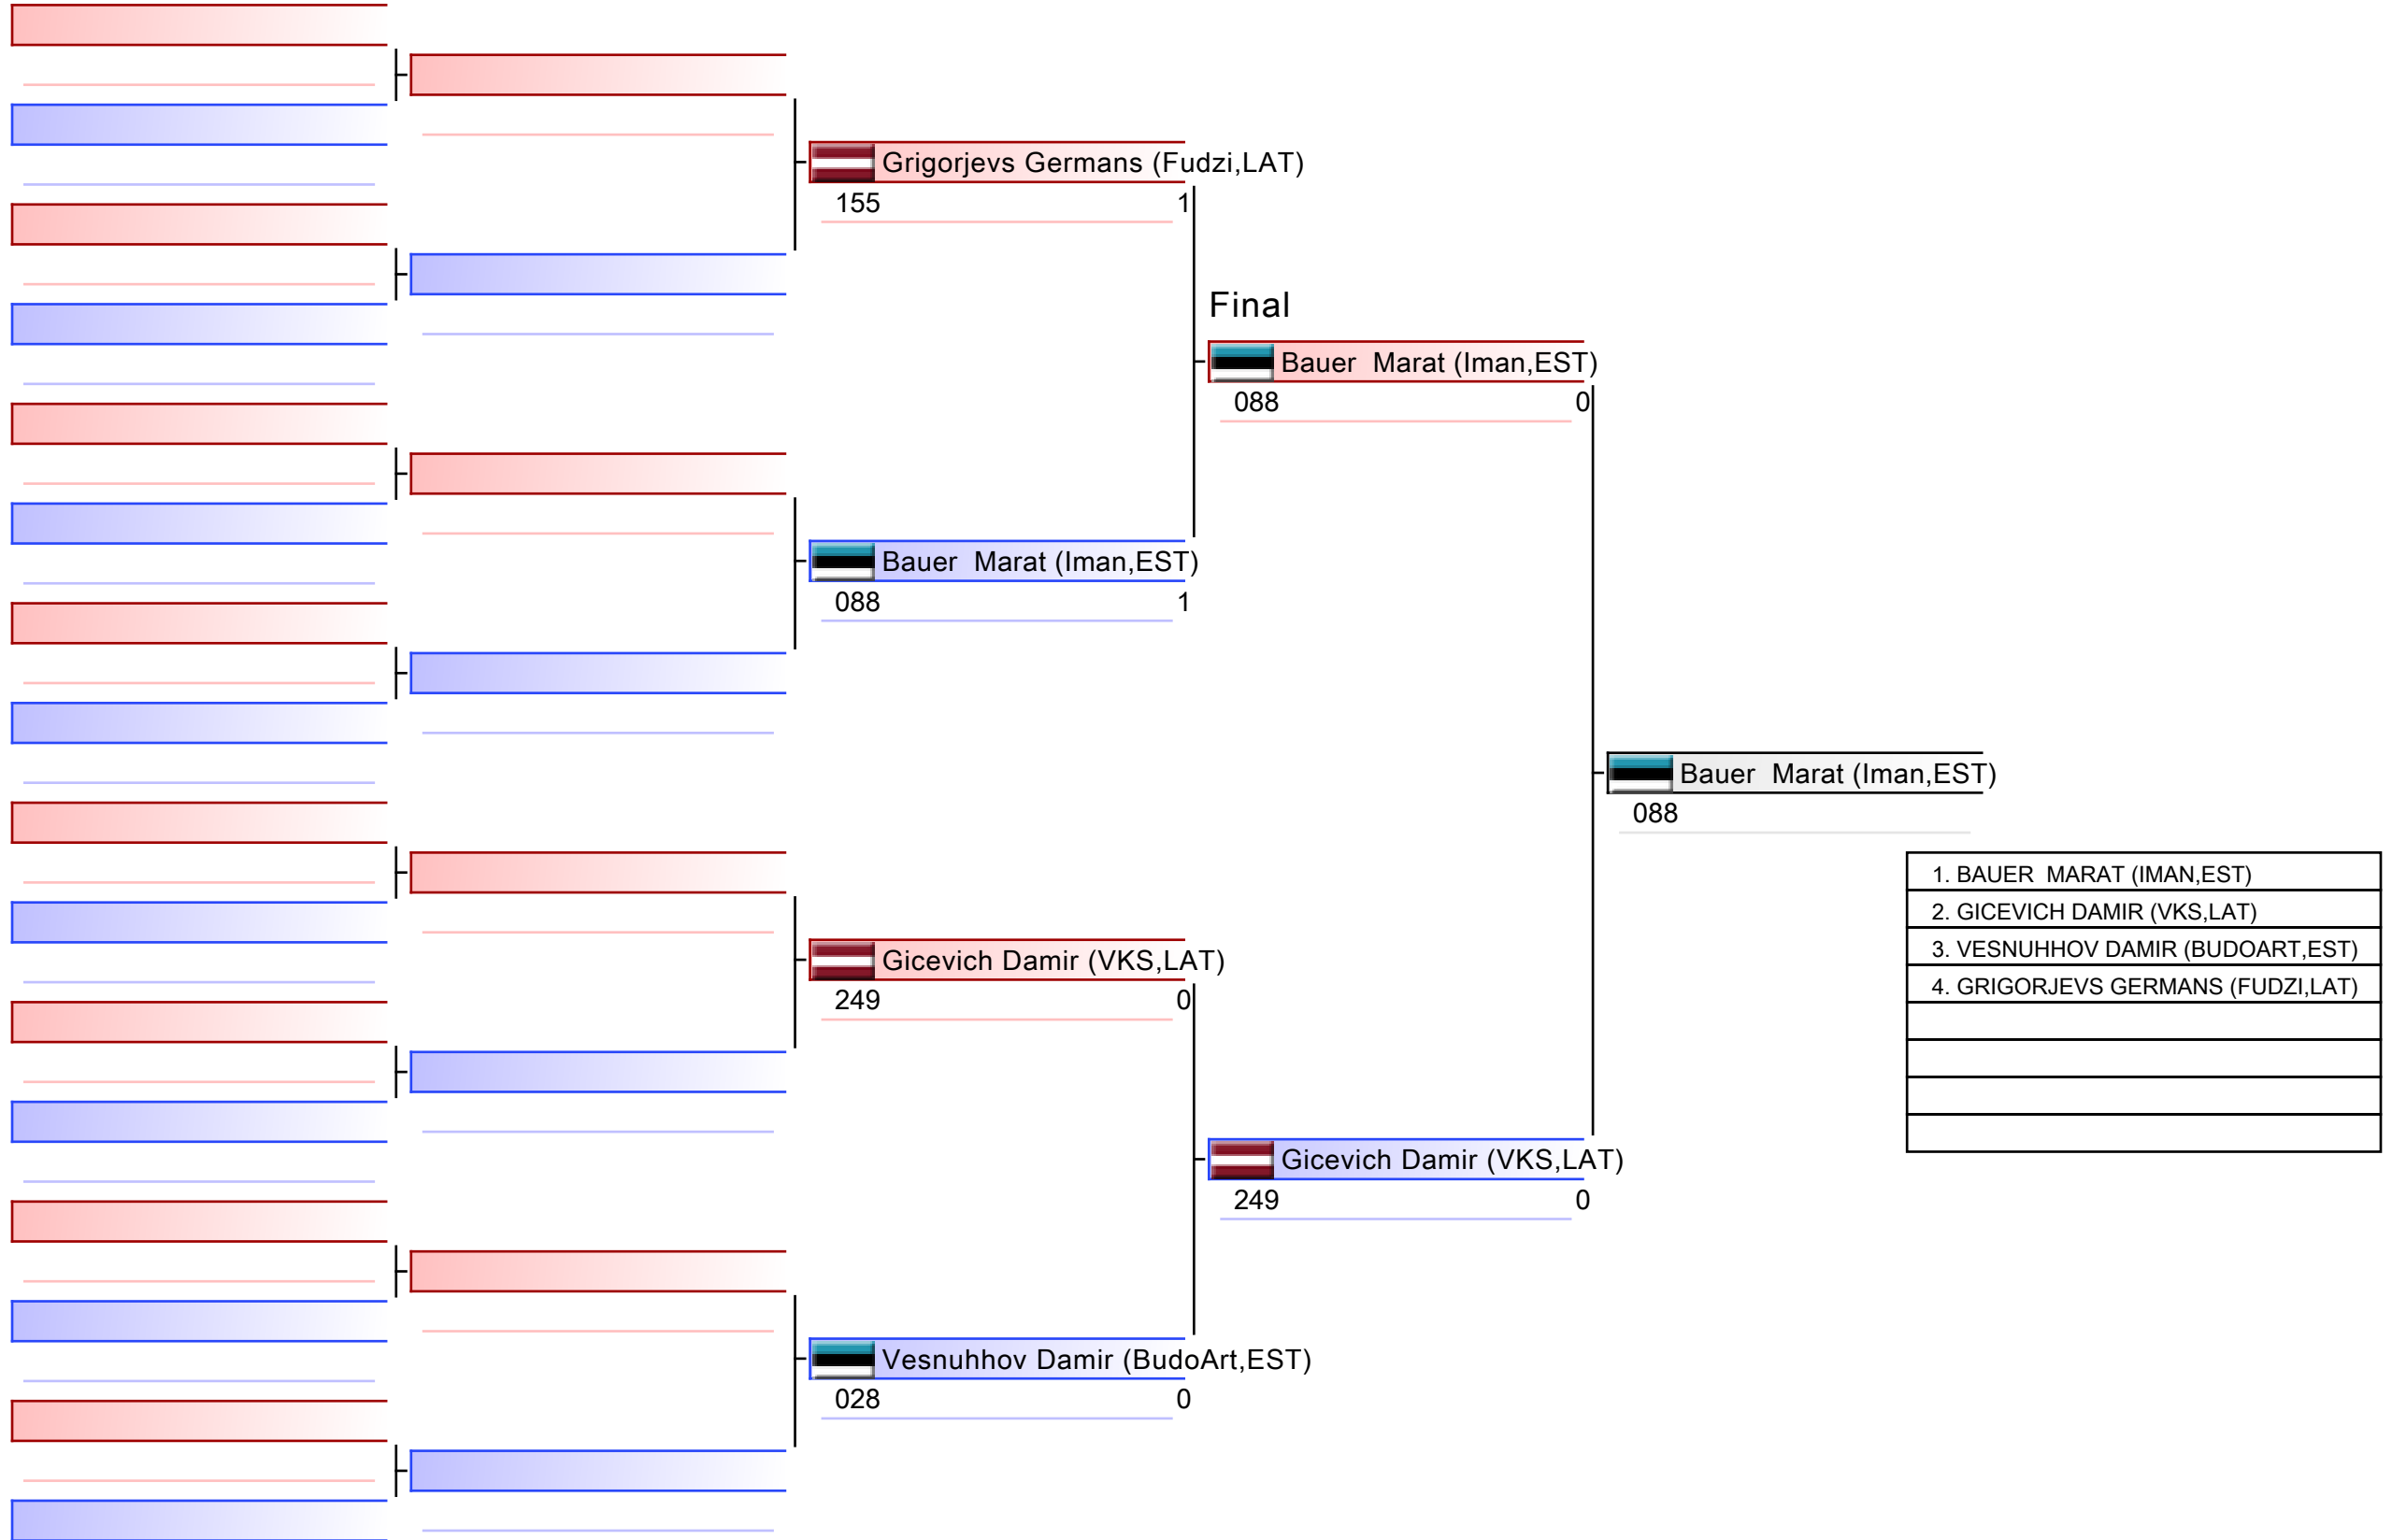 Grigorjevs Germans (Fudzi,LAT)
155 1
Final
Bauer  Marat (Iman,EST)
088 0
Bauer  Marat (Iman,EST)
088 1
Bauer  Marat (Iman,EST)
088
1. BAUER  MARAT (IMAN,EST)
2. GICEVICH DAMIR (VKS,LAT)
3. VESNUHHOV DAMIR (BUDOART,EST)
4. GRIGORJEVS GERMANS (FUDZI,LAT)
Gicevich Damir (VKS,LAT)
249 0
Gicevich Damir (VKS,LAT)
249 0
Vesnuhhov Damir (BudoArt,EST)
028 0